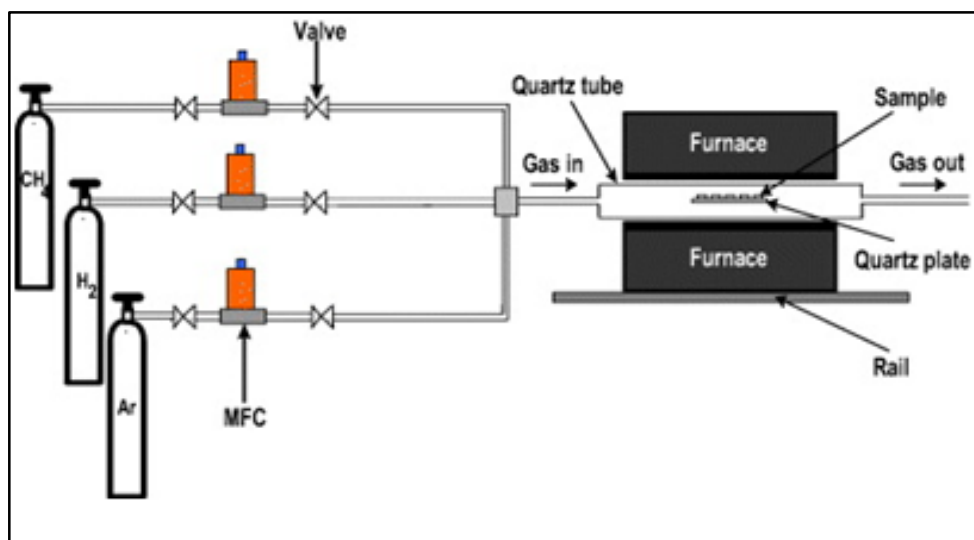 Valve
Quartz tube
Sample
Furnace
CH4
Gas in
Gas out
H2
Furnace
Quartz plate
Ar
MFC
Rail